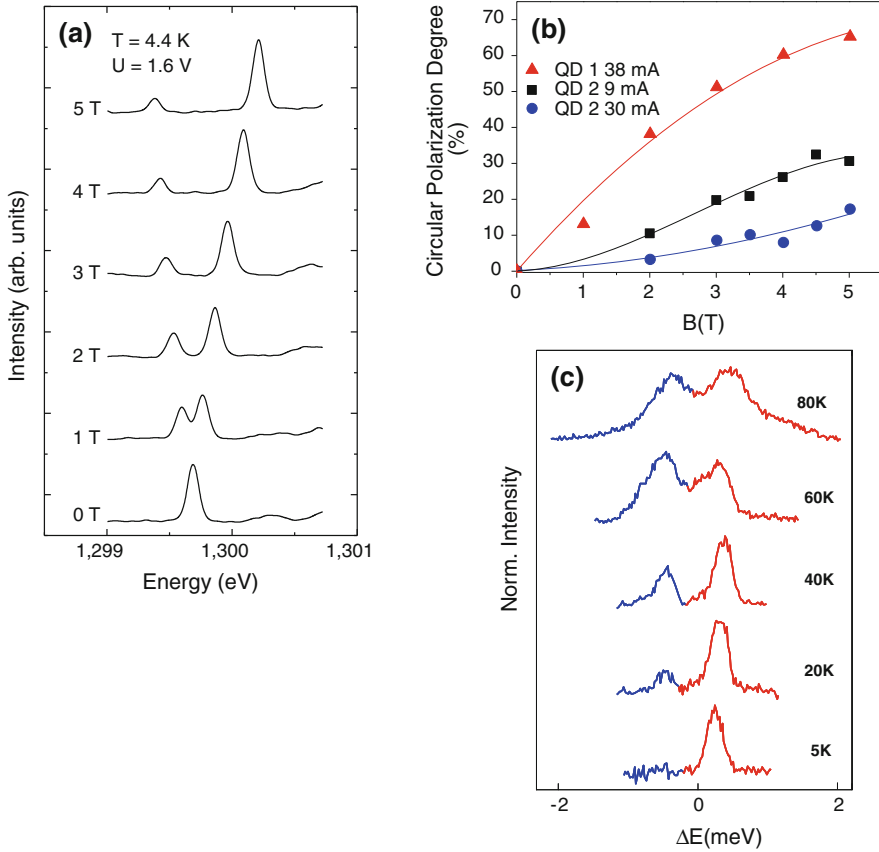 (a)
T = 4.4 K
U = 1.6 V
5 T
4 T
3 T
2 T
1 T
0 T
Intensity (arb. units)
1,299
1,300
1,301
Energy (eV)
(b)
70
60
50
40
30
20
10
0
QD 1 38 mA
QD 2 9 mA
QD 2 30 mA
Circular Polarization Degree
(%)
0
1
2
3
4
5
B(T)
(c)
80K
60K
40K
20K
5K
Norm. Intensity
-2
0
2
ΔE(meV)